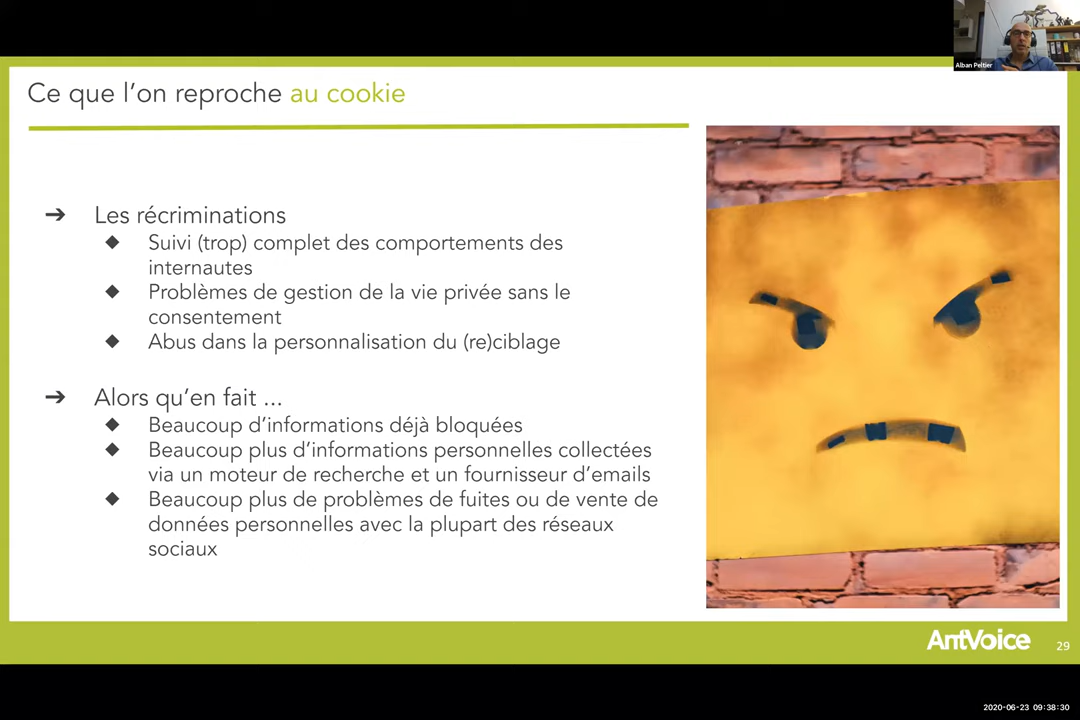 Alban Peltier
Ce que l’on reproche au cookie
➔ Les récriminations
◆ Suivi (trop) complet des comportements des
internautes
◆ Problèmes de gestion de la vie privée sans le
consentement
◆ Abus dans la personnalisation du (re)ciblage
➔ Alors qu’en fait ...
◆ Beaucoup d’informations déjà bloquées
◆ Beaucoup plus d’informations personnelles collectées
via un moteur de recherche et un fournisseur d’emails
◆ Beaucoup plus de problèmes de fuites ou de vente de
données personnelles avec la plupart des réseaux
sociaux
AntVoice
29
2020-06-23 09:38:30